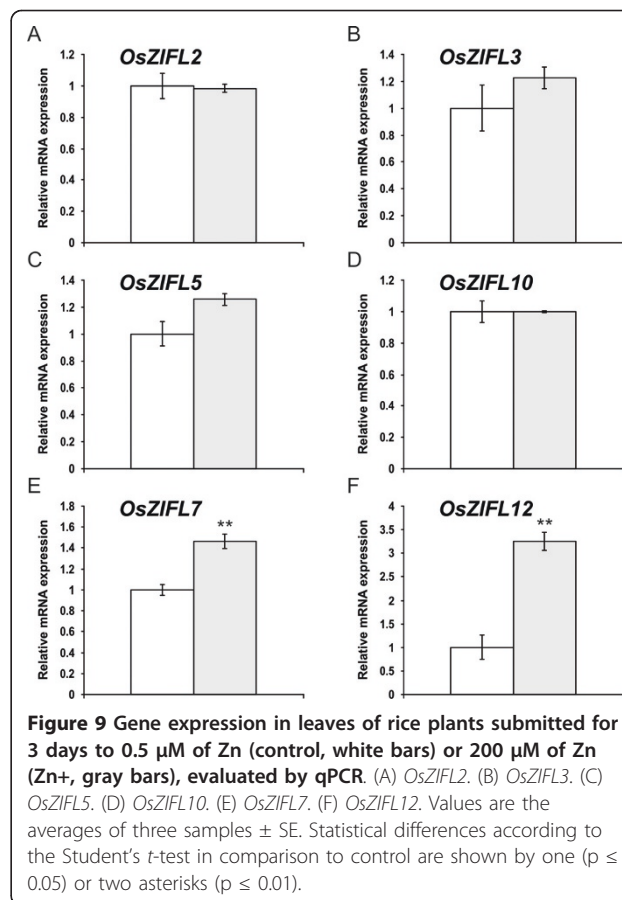 A
B
OsZIFL2
OsZIFL3
Relative mRNA expression
1.2
1
0.8
0.6
0.4
0.2
0
Relative mRNA expression
1.4
1.2
1
0.8
0.6
0.4
0.2
0
C
D
OsZIFL5
OsZIFL10
Relative mRNA expression
1.4
1.2
1
0.8
0.6
0.4
0.2
0
Relative mRNA expression
1.2
1
0.8
0.6
0.4
0.2
0
E
F
OsZIFL7
OsZIFL12
Relative mRNA expression
1.8
1.6
1.4
1.2
1
0.8
0.6
0.4
0.2
0
**
Relative mRNA expression
4
3.5
3
2.5
2
1.5
1
0.5
0
**
Figure 9 Gene expression in leaves of rice plants submitted for
3 days to 0.5 μM of Zn (control, white bars) or 200 μM of Zn
(Zn+, gray bars), evaluated by qPCR. (A) OsZIFL2. (B) OsZIFL3. (C)
OsZIFL5. (D) OsZIFL10. (E) OsZIFL7. (F) OsZIFL12. Values are the
averages of three samples ± SE. Statistical differences according to
the Student's t-test in comparison to control are shown by one (p ≤
0.05) or two asterisks (p ≤ 0.01).